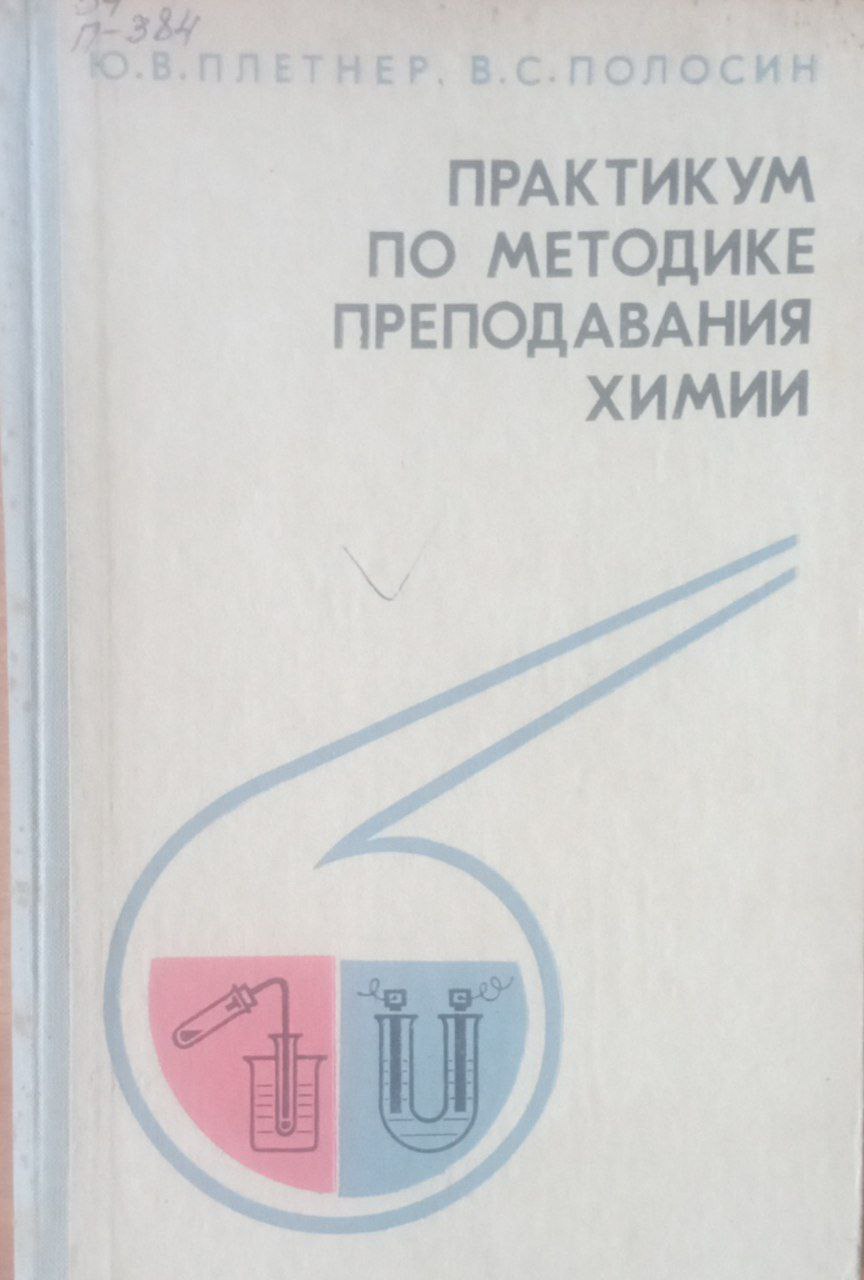 П-384
Ю.В.ПЛЕТНЕР, В.С.ПОЛОСИН
ПРАКТИКУМ
ПО МЕТОДИКЕ
ПРЕПОДАВАНИЯ
ХИМИИ